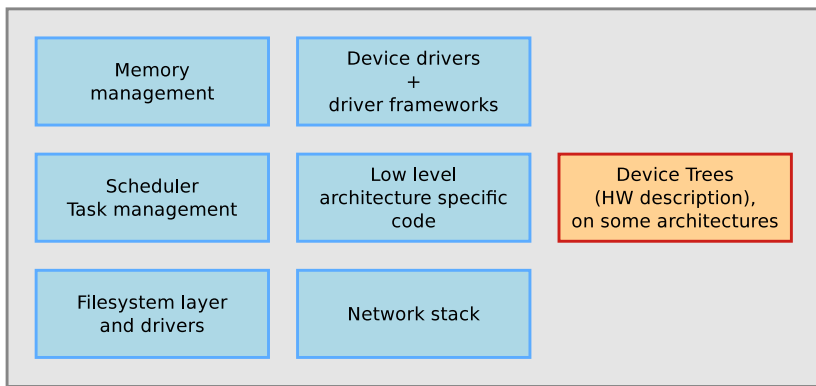 Memory
management
Device drivers
+
driver frameworks
Scheduler
Task management
Low level
architecture specific
code
Device Trees
(HW description),
on some architectures
Filesystem layer
and drivers
Network stack